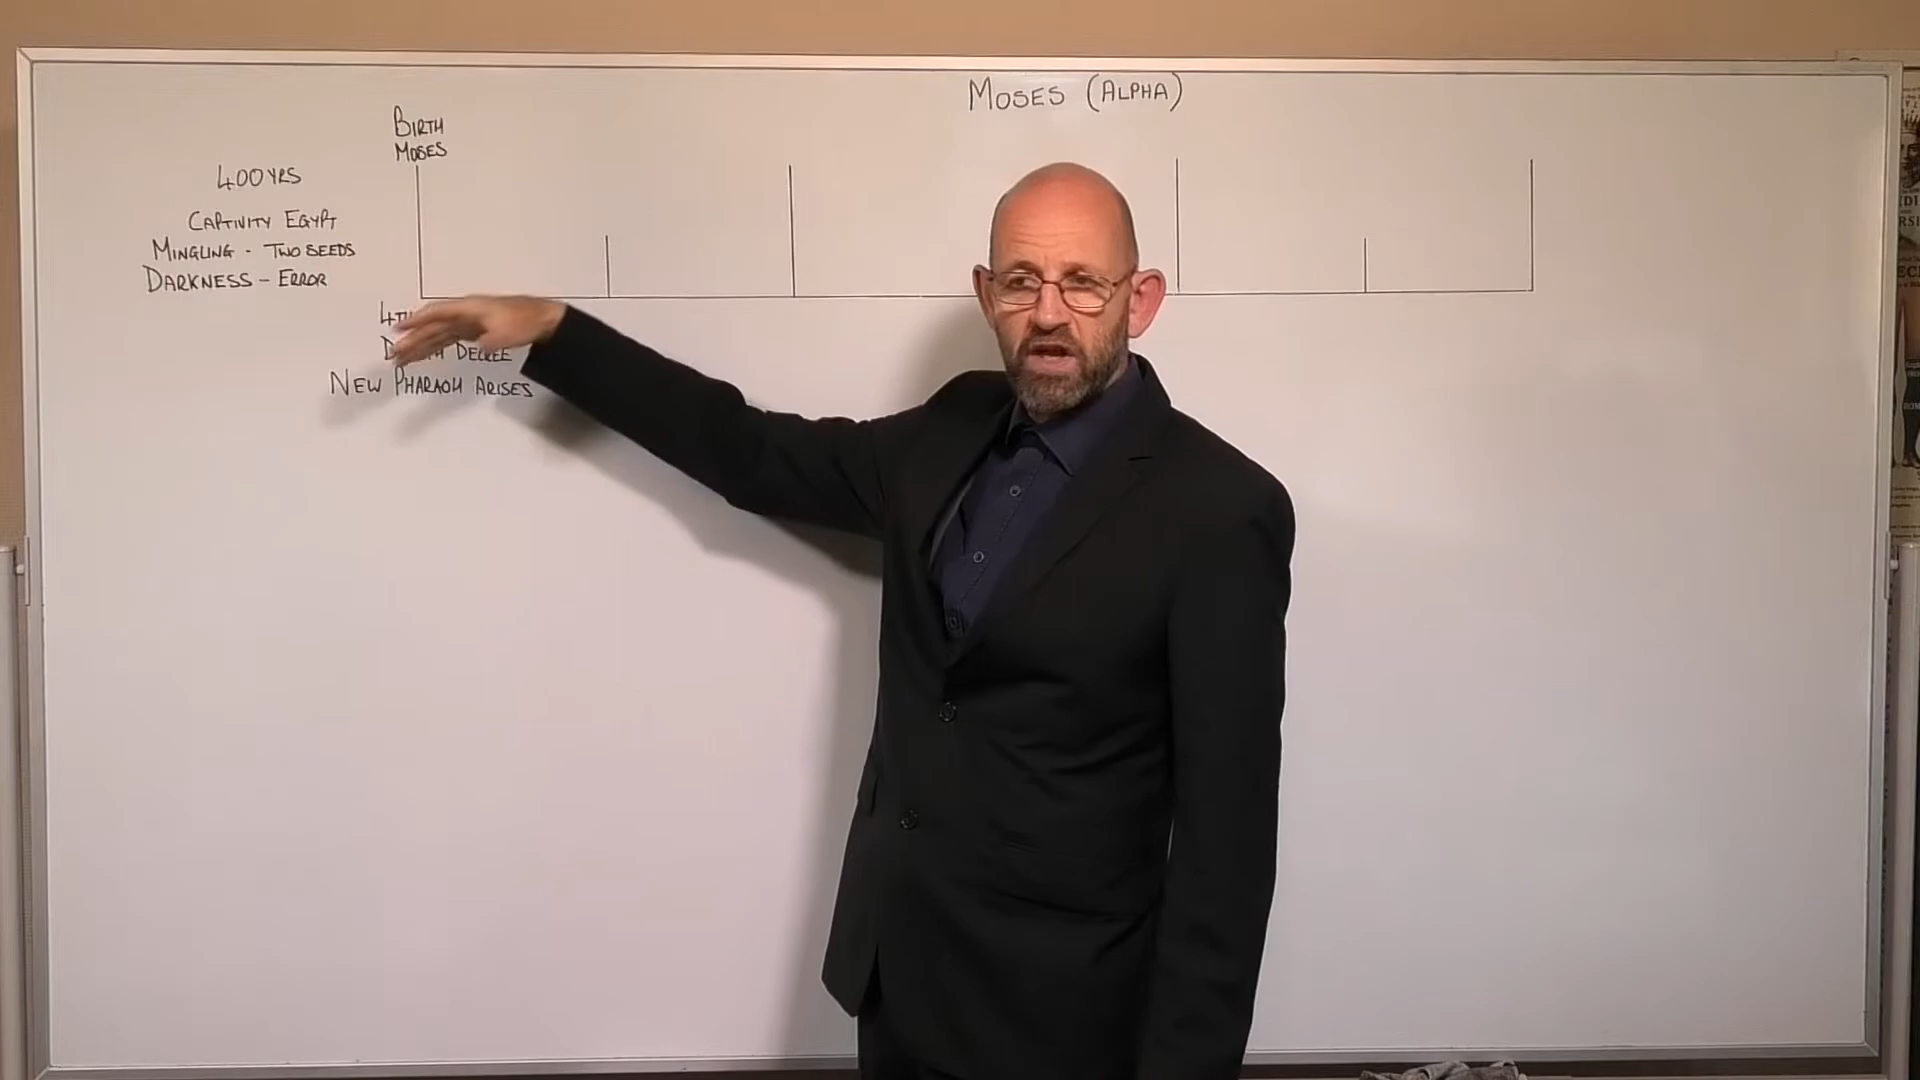 MOSES (ALPHA)
BIRTH
MOSES
400 YRS
CAPTIVITY EGYPT
MINGLING - TWO SEEDS
DARKNESS - ERROR
DECREE
NEW PHARAOH ARISES